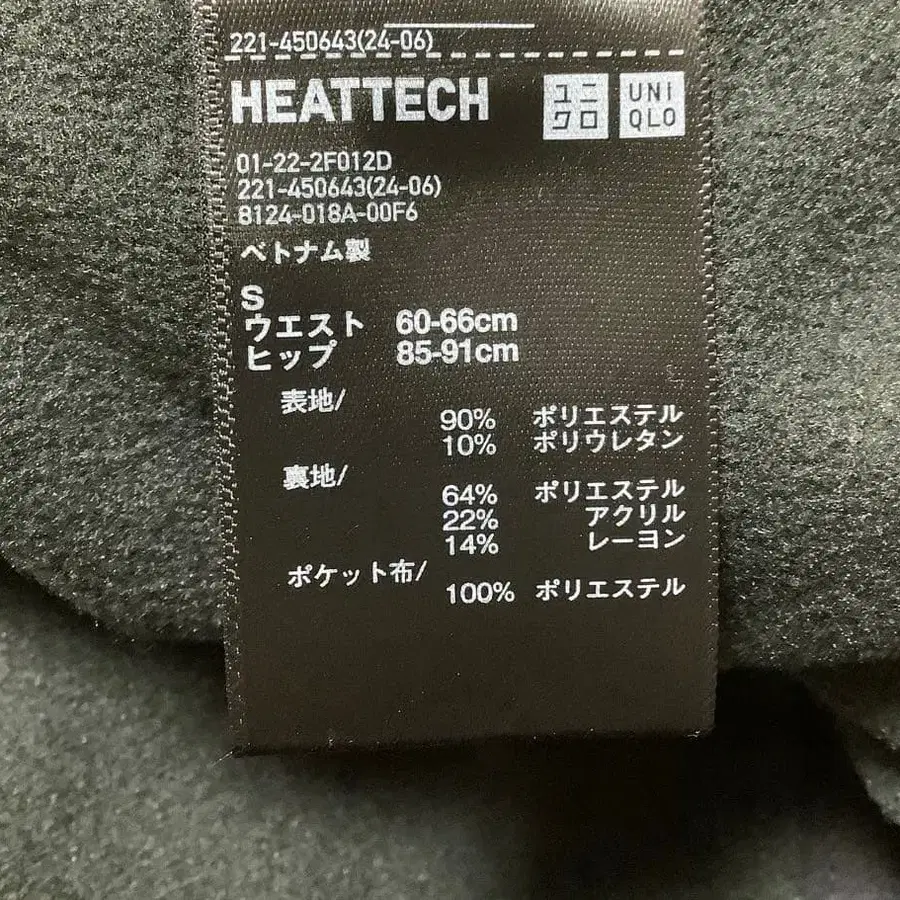 221-450643(24-06)
HEATTECH ユニクロ UNIQLO
01-22-2F012D
221-450643(24-06)
8124-018A-00F6
ベトナム製
S
ウエスト 60-66cm
ヒップ 85-91cm
表地/
90% ポリエステル
10% ポリウレタン
裏地/
64% ポリエステル
22% アクリル
14% レーヨン
ポケット布/
100% ポリエステル